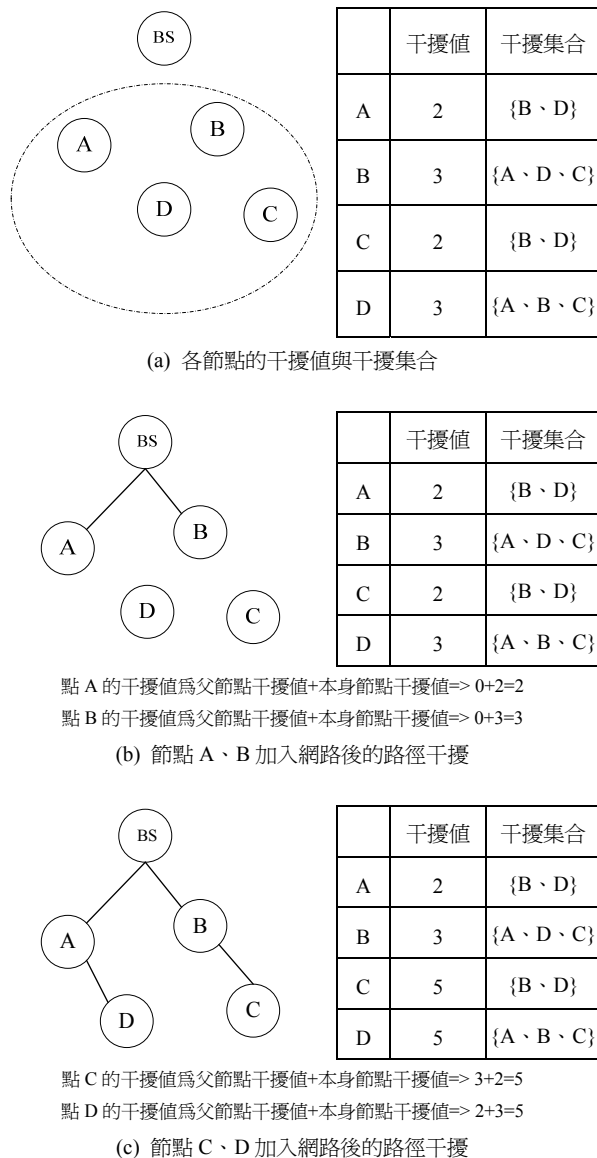 BS
A
B
D
C
干擾值 干擾集合
A 2 {B、D}
B 3 {A、D、C}
C 2 {B、D}
D 3 {A、B、C}
(a) 各節點的干擾值與干擾集合
BS
A
B
D
C
干擾值 干擾集合
A 2 {B、D}
B 3 {A、D、C}
C 2 {B、D}
D 3 {A、B、C}
點 A 的干擾值為父節點干擾值+本身節點干擾值=> 0+2=2
點 B 的干擾值為父節點干擾值+本身節點干擾值=> 0+3=3
(b) 節點 A、B 加入網路後的路徑干擾
BS
A
B
D
C
干擾值 干擾集合
A 2 {B、D}
B 3 {A、D、C}
C 5 {B、D}
D 5 {A、B、C}
點 C 的干擾值為父節點干擾值+本身節點干擾值=> 3+2=5
點 D 的干擾值為父節點干擾值+本身節點干擾值=> 2+3=5
(c) 節點 C、D 加入網路後的路徑干擾